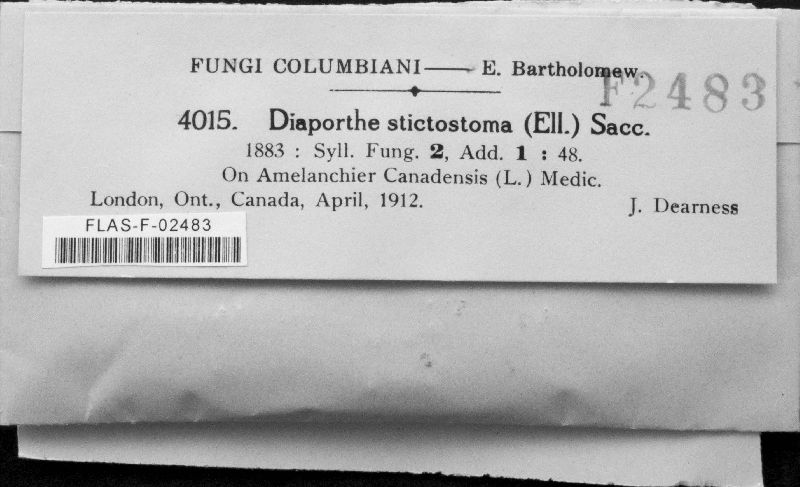 FUNGI COLUMBIANI — E. Bartholomew.
F2483
4015. Diaporthe stictostoma (Ell.) Sacc.
1883 : Syll. Fung. 2, Add. 1 : 48.
On Amelanchier Canadensis (L.) Medic.
London, Ont., Canada, April, 1912. J. Dearness
FLAS-F-02483